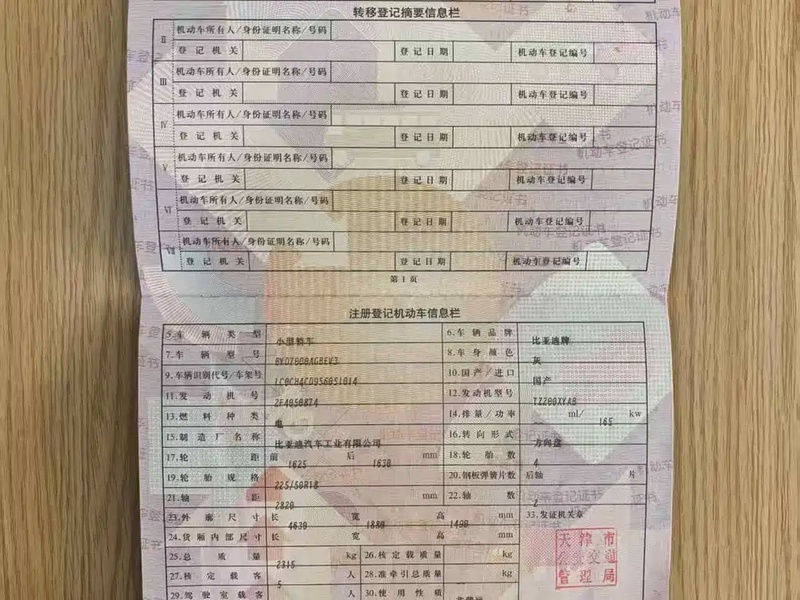 转移登记摘要信息栏
II 机动车所有人/身份证明名称/号码
登记机关 登记日期 机动车登记编号
III 机动车所有人/身份证明名称/号码
登记机关 登记日期 机动车登记编号
IV 机动车所有人/身份证明名称/号码
登记机关 登记日期 机动车登记编号
V 机动车所有人/身份证明名称/号码
登记机关 登记日期 机动车登记编号
VI 机动车所有人/身份证明名称/号码
登记机关 登记日期 机动车登记编号
VII 机动车所有人/身份证明名称/号码
登记机关 登记日期 机动车登记编号
第1页
注册登记机动车信息栏
5.车辆类型 小型轿车 6.车辆品牌 比亚迪牌
7.车辆型号 8.车身颜色 灰
9.车辆识别代号/车架号 10.国产/进口 国产
11.发动机号 2E4050874 12.发动机型号 TZ200XYAB
13.燃料种类 电 14.排量/功率 ml/ 165 kw
15.制造厂名称 比亚迪汽车工业有限公司 16.转向形式 方向盘
17.轮距 前 1625 后 1630 mm 18.轮胎数 4
19.轮胎规格 225/50R18 20.钢板弹簧片数 后轴 片
21.轴距 2820 mm 22.轴数 2
23.外廓尺寸 长 4630 宽 1880 高 1490 mm 33.发证机关章
24.货厢内部尺寸 长 宽 高 mm
25.总质量 2315 kg 26.核定载质量 kg
27.核定载客 5 人 28.准牵引总质量 kg
29.驾驶室载客 人 30.使用性质 非营运
天津市
公安交通
管理局
机动车登记证书